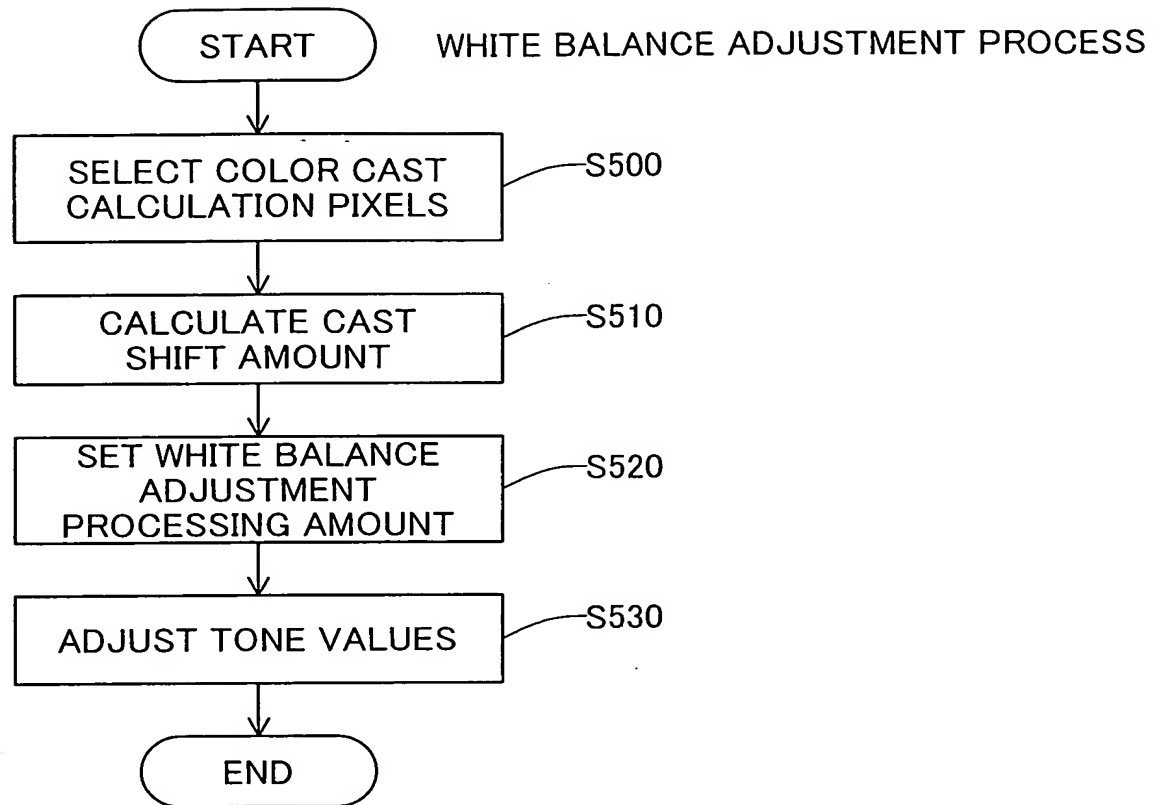 START
WHITE BALANCE ADJUSTMENT PROCESS
SELECT COLOR CAST
CALCULATION PIXELS
S500
CALCULATE CAST
SHIFT AMOUNT
S510
SET WHITE BALANCE
ADJUSTMENT
PROCESSING AMOUNT
S520
ADJUST TONE VALUES
S530
END